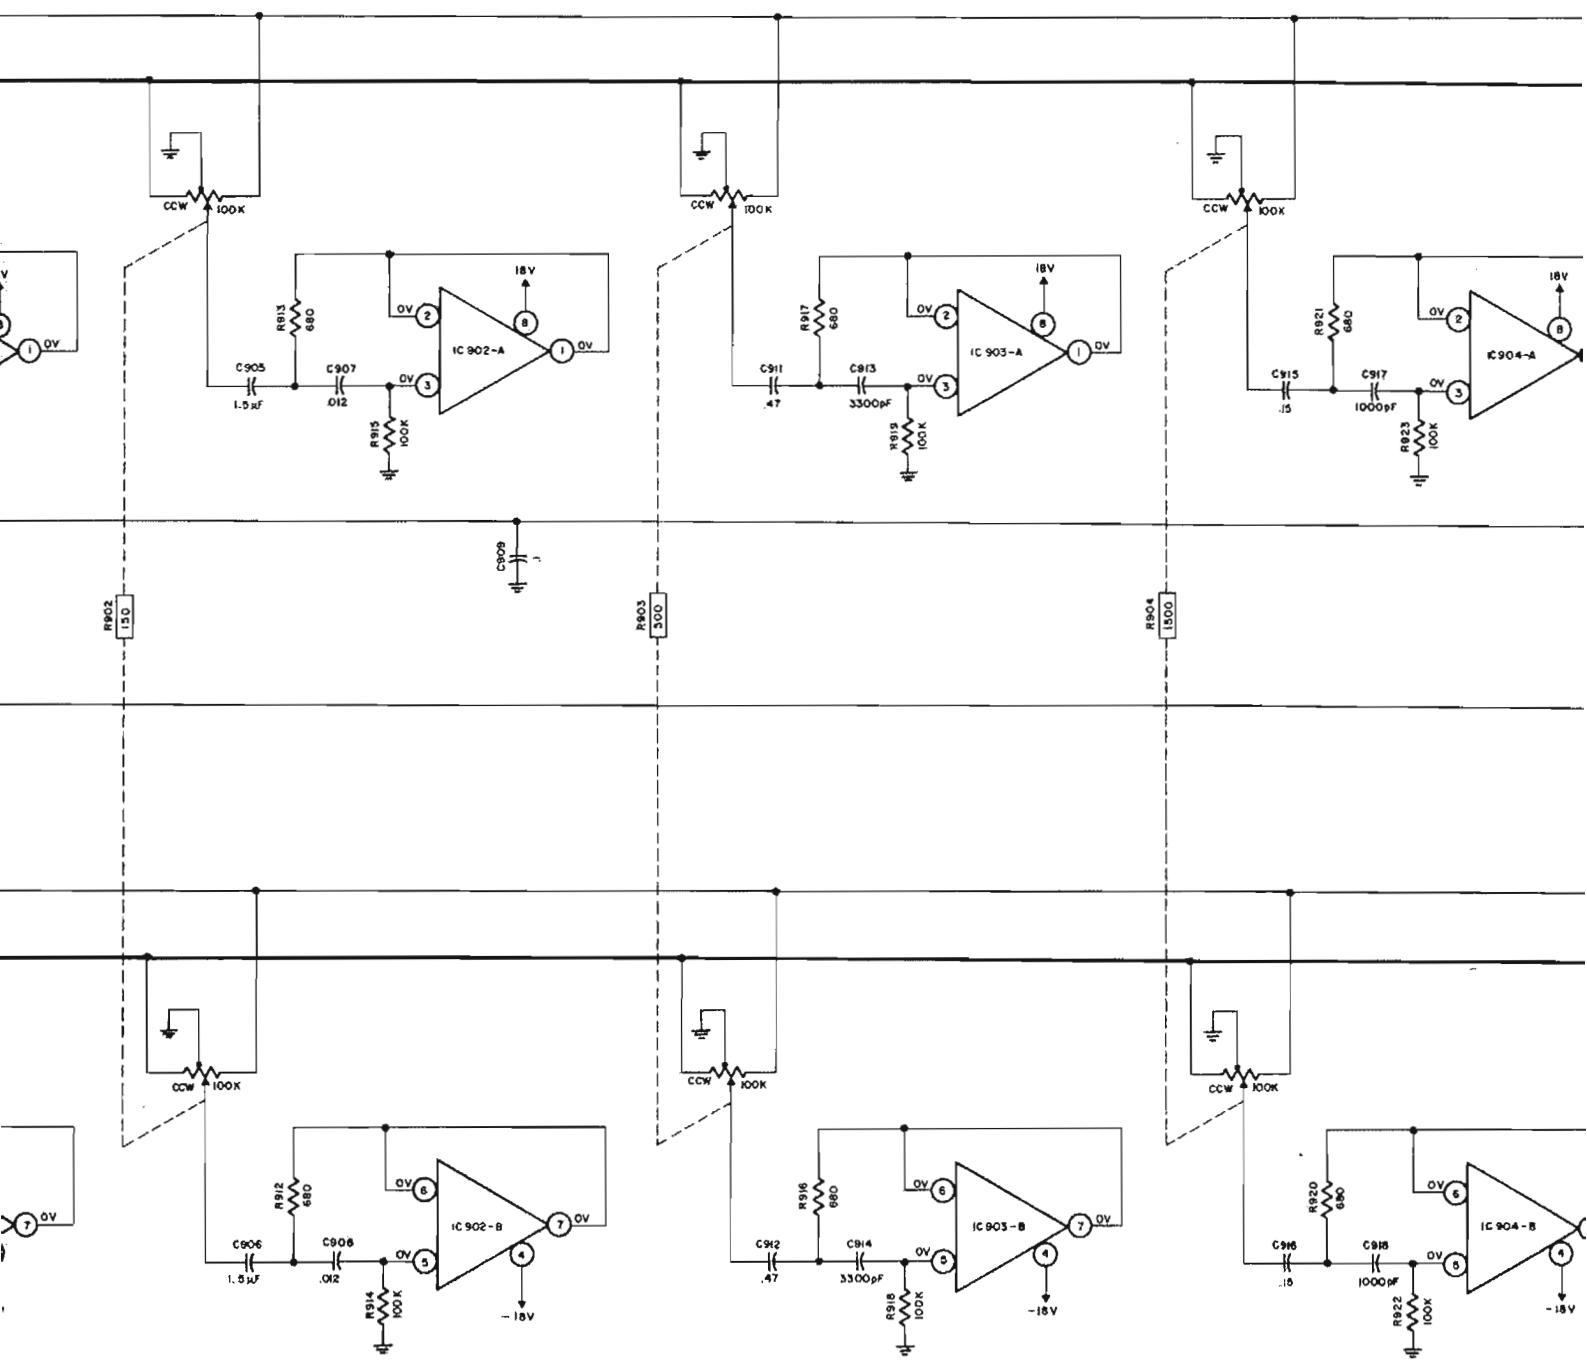 CCW 100K
CCW 100K
CCW 100K
V
18V
18V
18V
R913 680
0V 2
8
R917 680
0V 2
8
R921 680
0V 2
8
1 0V
IC 902-A
1 0V
IC 903-A
1 0V
IC 904-A
C905
1.5µF
C907
.012
0V 3
C911
.47
C913
3300pF
0V 3
C915
.15
C917
1000pF
0V 3
R915 100K
R919 100K
R923 100K
C909
R902 150
R903 500
R904 1500
CCW 100K
CCW 100K
CCW 100K
R912 680
0V 6
R916 680
0V 6
R920 680
0V 6
7 0V
IC 902-B
7 0V
IC 903-B
7 0V
IC 904-B
C906
1.5µF
C908
.012
0V 5
4
C912
.47
C914
3300pF
0V 5
4
C916
.15
C918
1000pF
0V 5
4
R914 100K
-18V
R918 100K
-18V
R922 100K
-18V